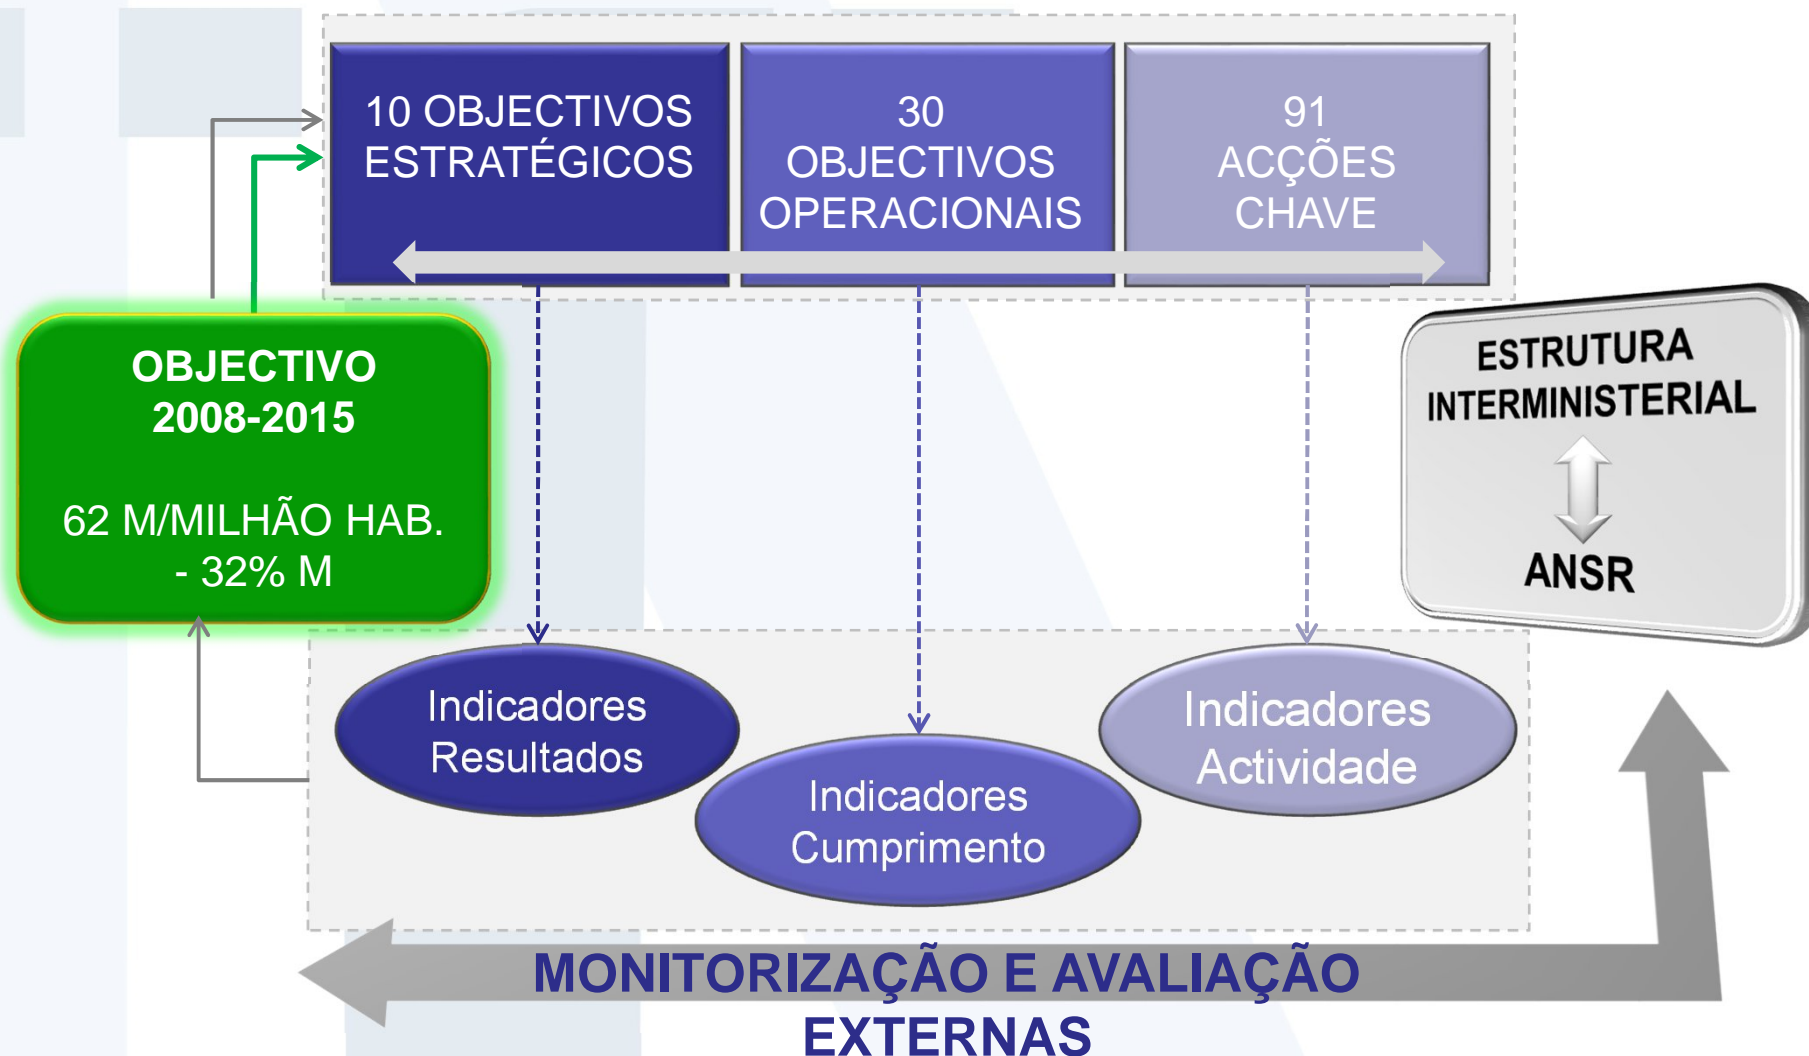 10 OBJECTIVOS
ESTRATÉGICOS
30
OBJECTIVOS
OPERACIONAIS
91
ACÇÕES
CHAVE
OBJECTIVO
2008-2015
62 M/MILHÃO HAB.
- 32% M
ESTRUTURA
INTERMINISTERIAL
ANSR
Indicadores
Resultados
Indicadores
Cumprimento
Indicadores
Actividade
MONITORIZAÇÃO E AVALIAÇÃO
EXTERNAS